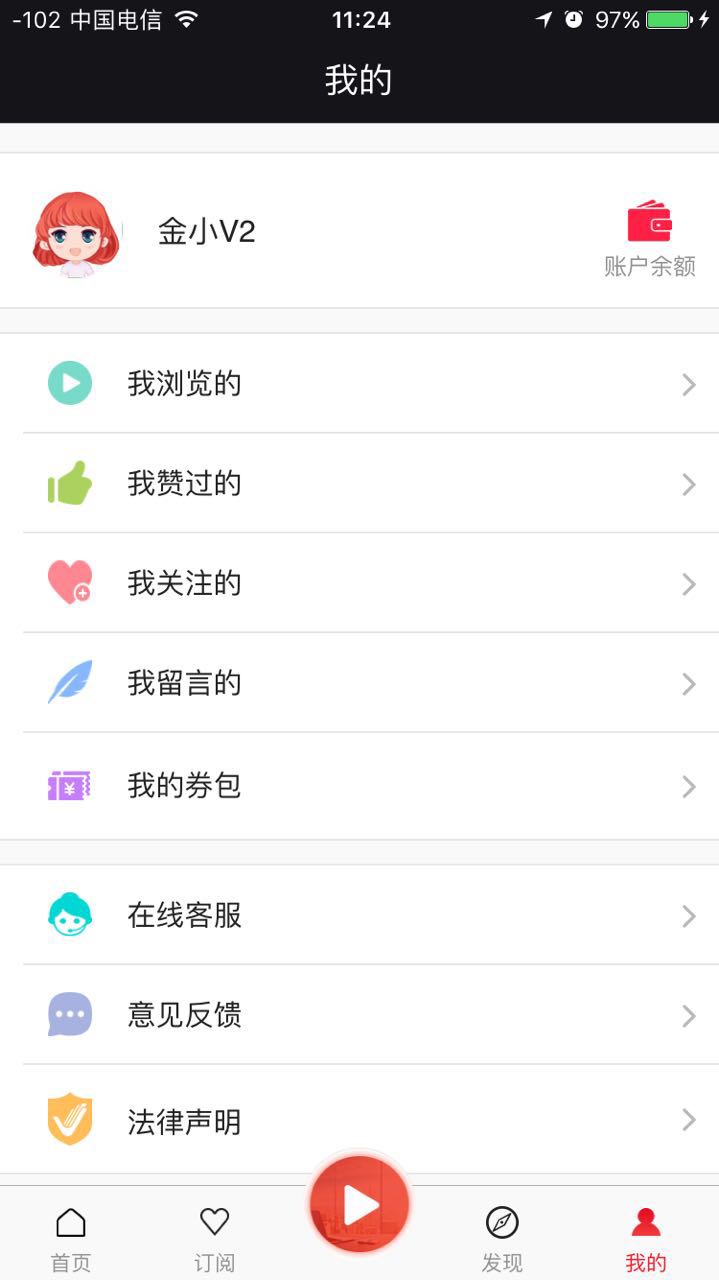 -102 中国电信 11:24 97%
我的
金小V2
账户余额
我浏览的
我赞过的
我关注的
我留言的
¥ 我的券包
在线客服
意见反馈
法律声明
首页 订阅 发现 我的